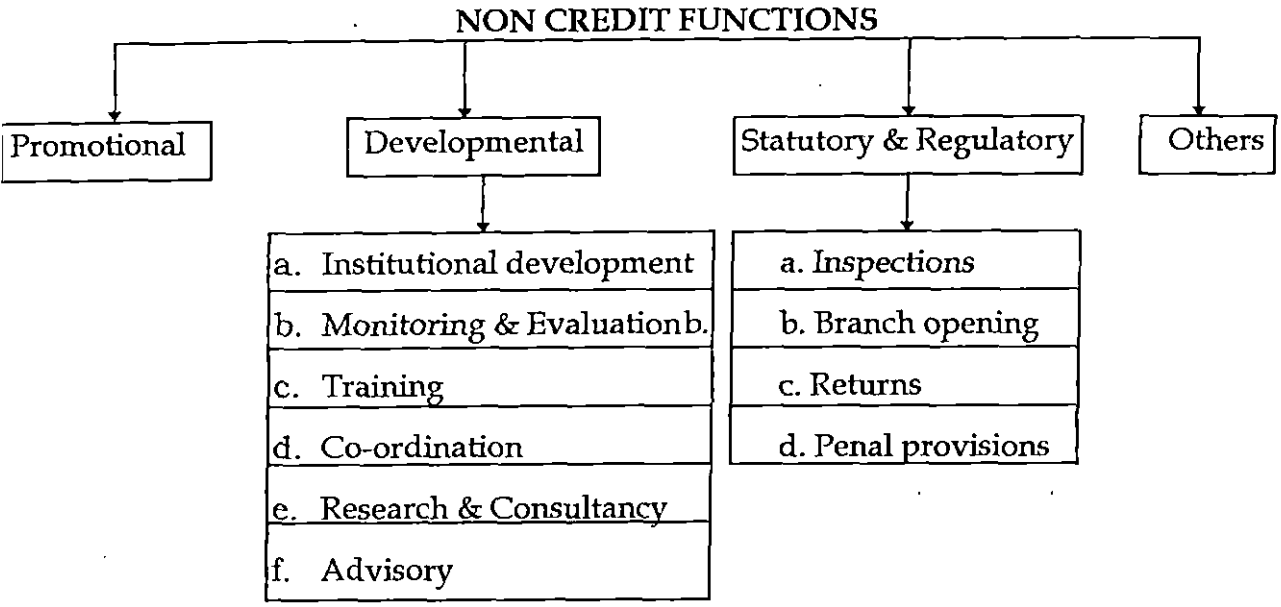 NON CREDIT FUNCTIONS
Promotional
Developmental
Statutory & Regulatory
Others
a. Institutional development
b. Monitoring & Evaluationb.
c. Training
d. Co-ordination
e. Research & Consultancy
f. Advisory
a. Inspections
b. Branch opening
c. Returns
d. Penal provisions